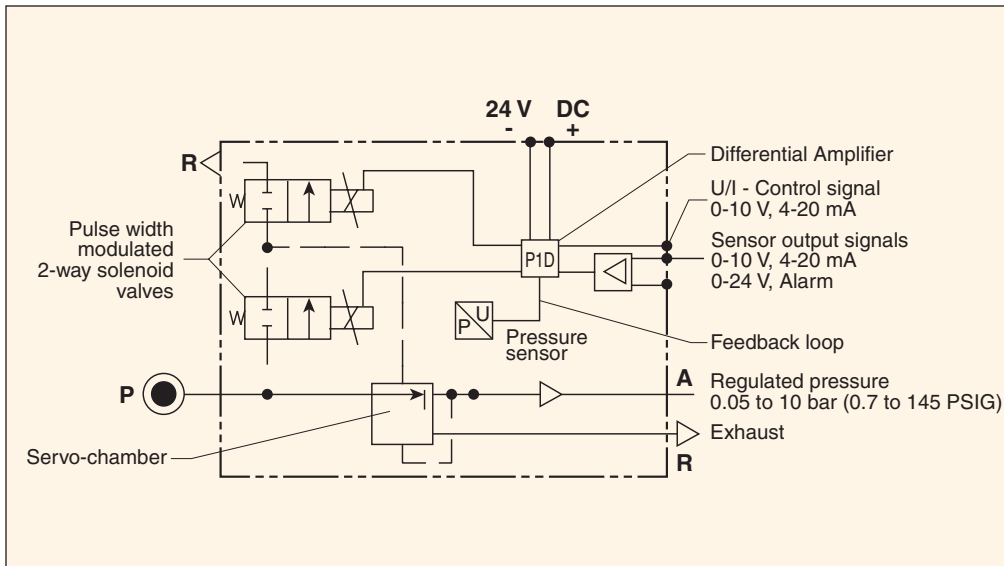 24 V DC
- +
R
Differential Amplifier
U/I - Control signal
0-10 V, 4-20 mA
W
Pulse width
modulated
2-way solenoid
valves
P1D
Sensor output signals
0-10 V, 4-20 mA
0-24 V, Alarm
W
U
P
Pressure
sensor
Feedback loop
P
A
Regulated pressure
0.05 to 10 bar (0.7 to 145 PSIG)
Exhaust
R
Servo-chamber